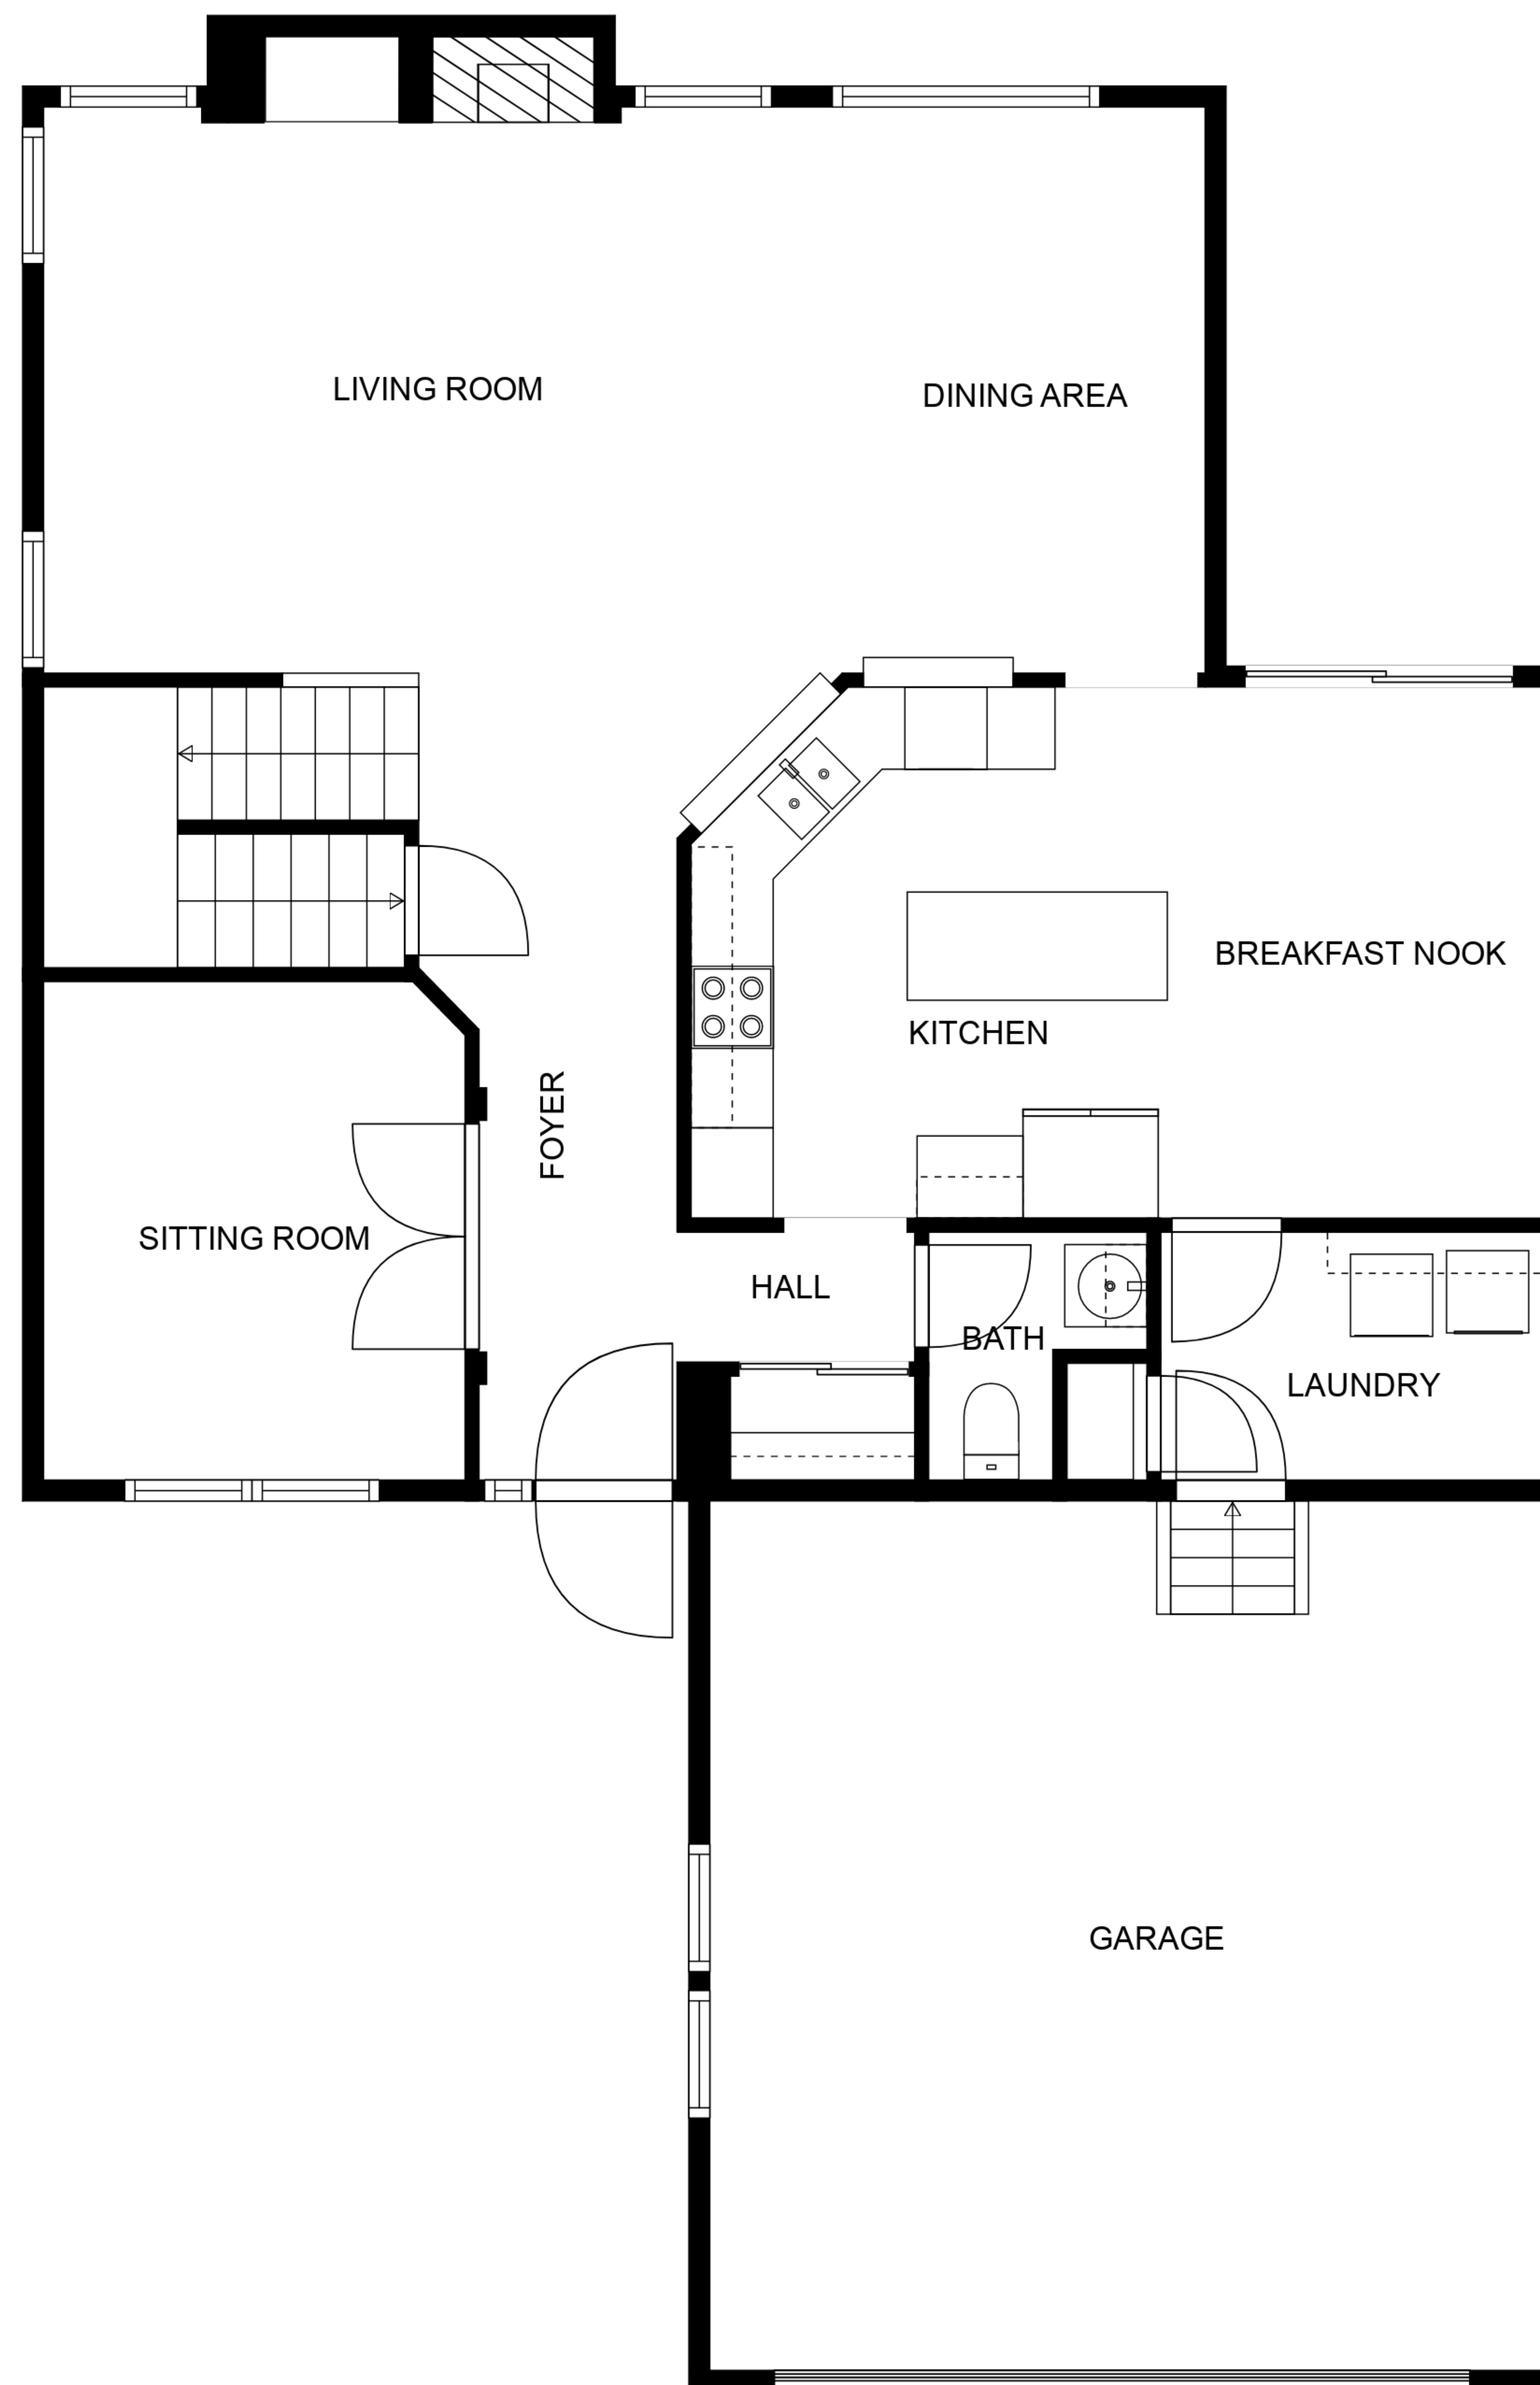 LIVING ROOM
DINING AREA
BREAKFAST NOOK
KITCHEN
FOYER
SITTING ROOM
HALL
BATH
LAUNDRY
GARAGE